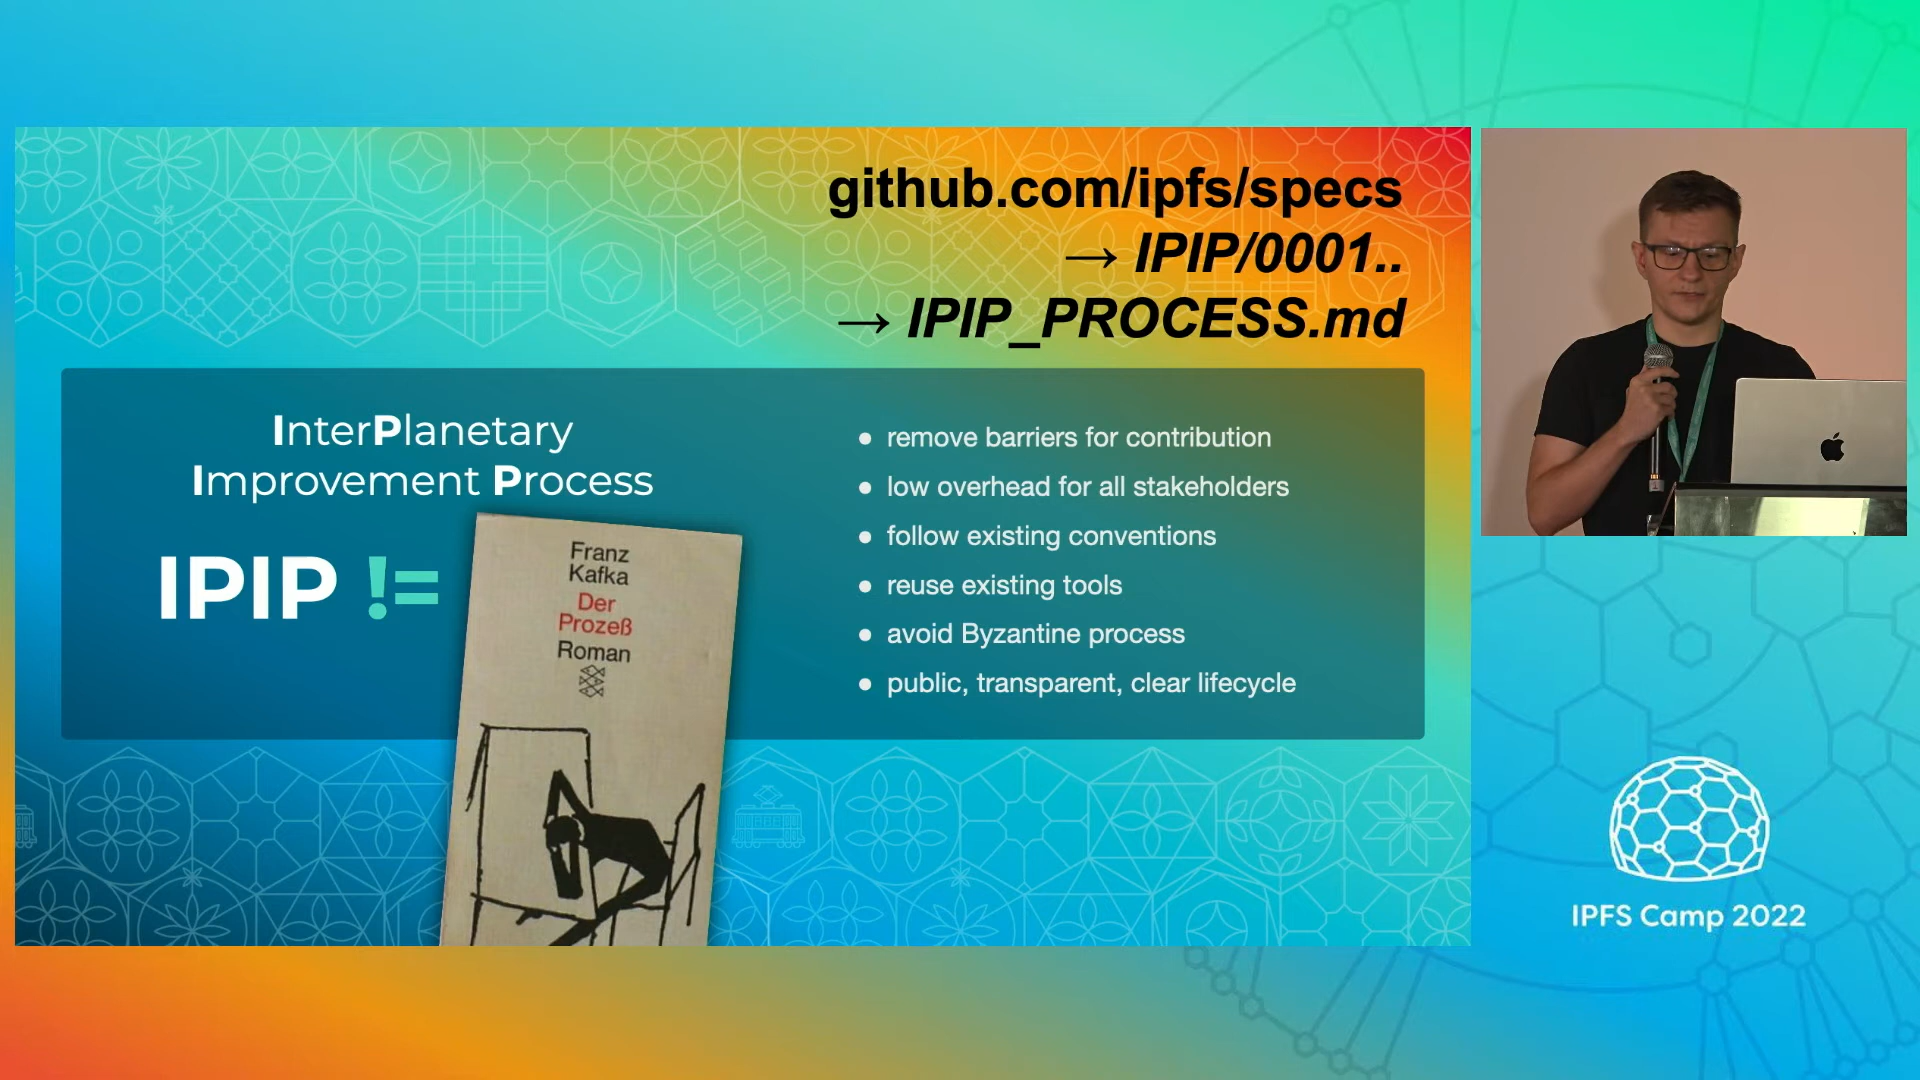 github.com/ipfs/specs
→ IPIP/0001..
→ IPIP_PROCESS.md
InterPlanetary
Improvement Process
IPIP !=
Franz
Kafka
Der
Prozeß
Roman
● remove barriers for contribution
● low overhead for all stakeholders
● follow existing conventions
● reuse existing tools
● avoid Byzantine process
● public, transparent, clear lifecycle
IPFS Camp 2022